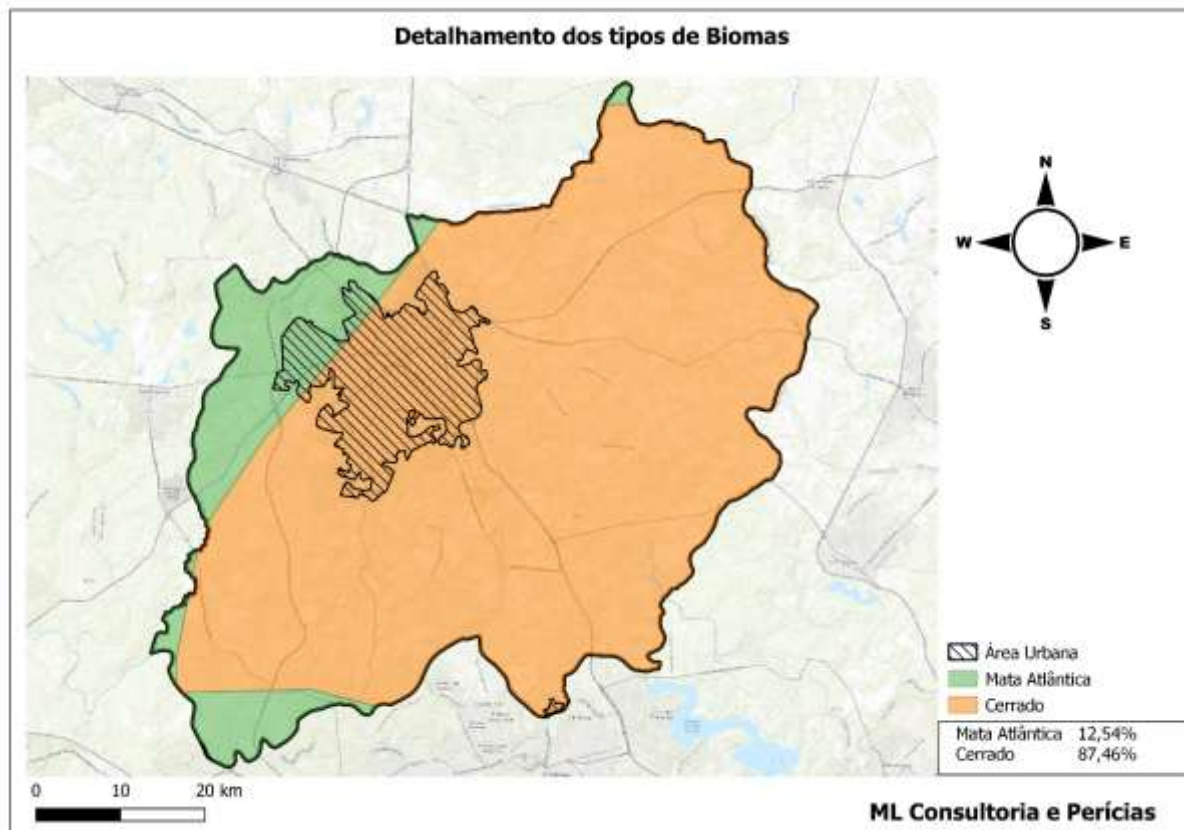 Detalhamento dos tipos de Biomas
N
W
E
S
Área Urbana
Mata Atlântica
Cerrado
Mata Atlântica 12,54%
Cerrado 87,46%
0 10 20 km
ML Consultoria e Perícias